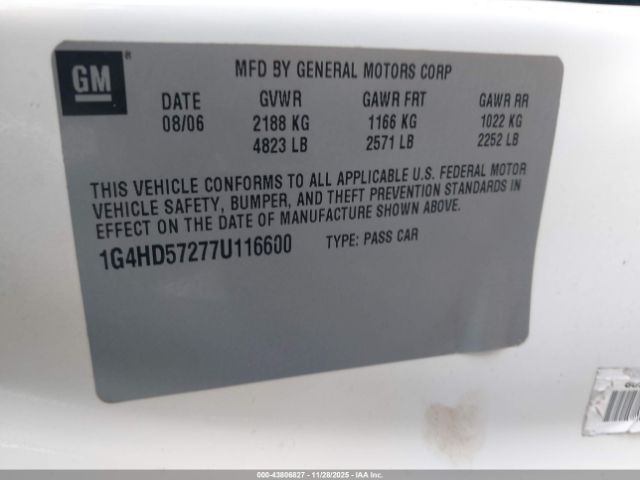 GM
MFD BY GENERAL MOTORS CORP
DATE GVWR GAWR FRT GAWR RR
08/06 2188 KG 1166 KG 1022 KG
4823 LB 2571 LB 2252 LB
THIS VEHICLE CONFORMS TO ALL APPLICABLE U.S. FEDERAL MOTOR
VEHICLE SAFETY, BUMPER, AND THEFT PREVENTION STANDARDS IN
EFFECT ON THE DATE OF MANUFACTURE SHOWN ABOVE.
1G4HD57277U116600 TYPE: PASS CAR
000-43806827 - 11/28/2025 - IAAI.com